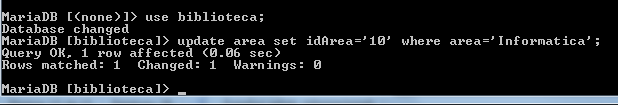 MariaDB [(none)]> use biblioteca;
Database changed
MariaDB [biblioteca]> update area set idArea='10' where area='Informatica';
Query OK, 1 row affected (0.06 sec)
Rows matched: 1  Changed: 1  Warnings: 0
MariaDB [biblioteca]> _